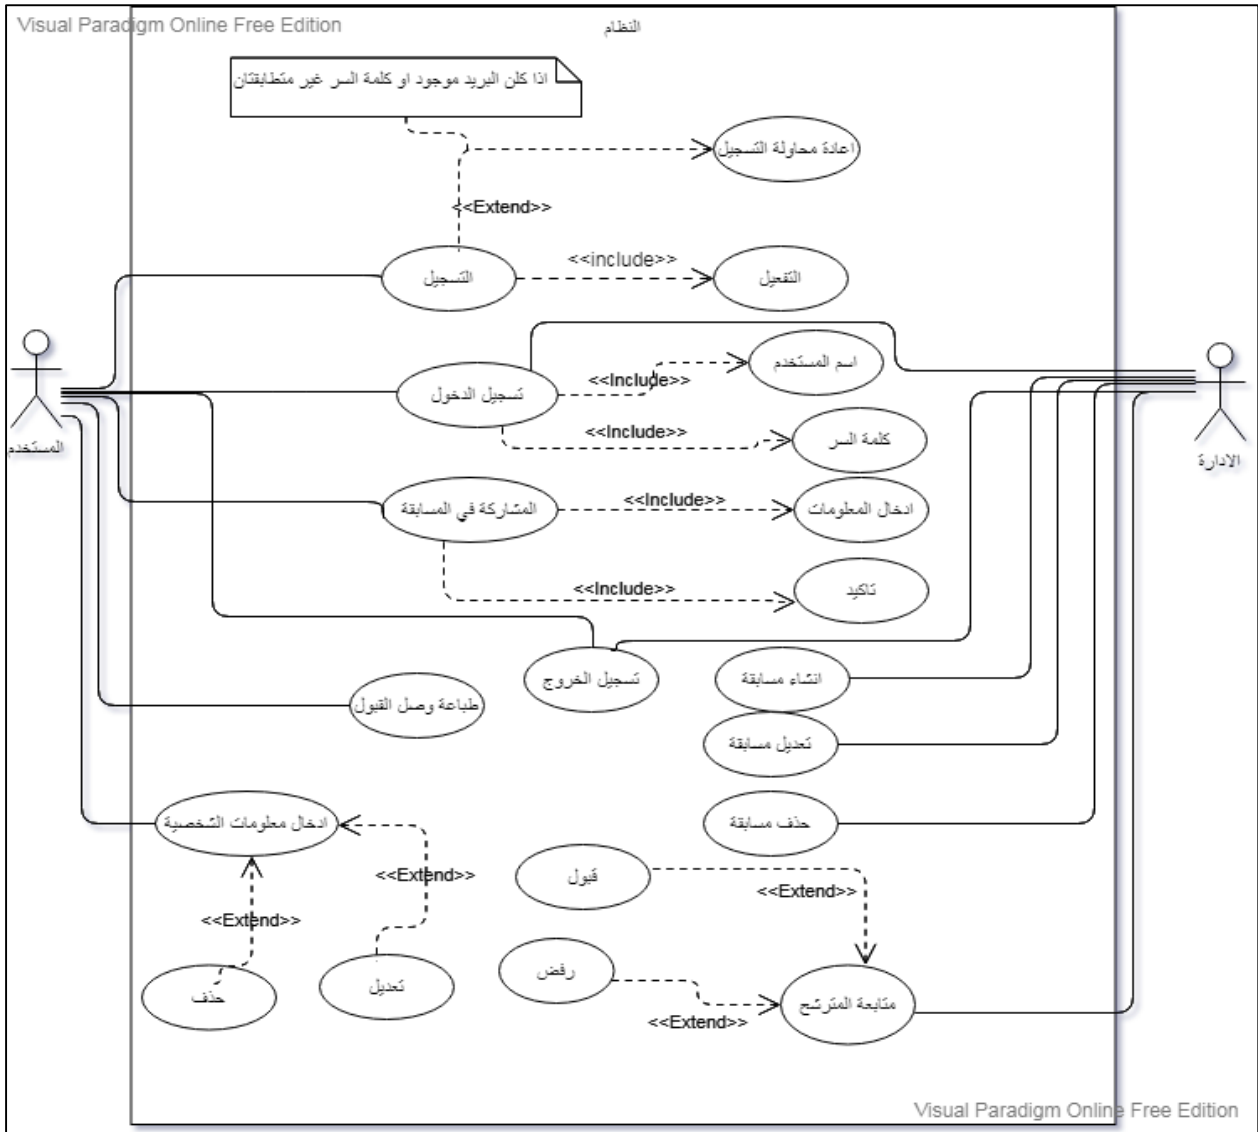 Visual Paradigm Online Free Edition
النظام
اذا كلن البريد موجود او كلمة السر غير متطابقتان
اعادة محاولة التسجيل
<<Extend>>
<<include>>
التسجيل
التفعيل
اسم المستخدم
<<Include>>
تسجيل الدخول
<<Include>>
كلمة السر
المستخدم
الادارة
<<Include>>
المشاركة في المسابقة
ادخال المعلومات
<<Include>>
تاكيد
تسجيل الخروج
انشاء مسابقة
طباعة وصل القبول
تعديل مسابقة
ادخال معلومات الشخصية
حذف مسابقة
<<Extend>>
قبول
<<Extend>>
<<Extend>>
رفض
حذف
تعديل
متابعة المترشح
<<Extend>>
Visual Paradigm Online Free Edition